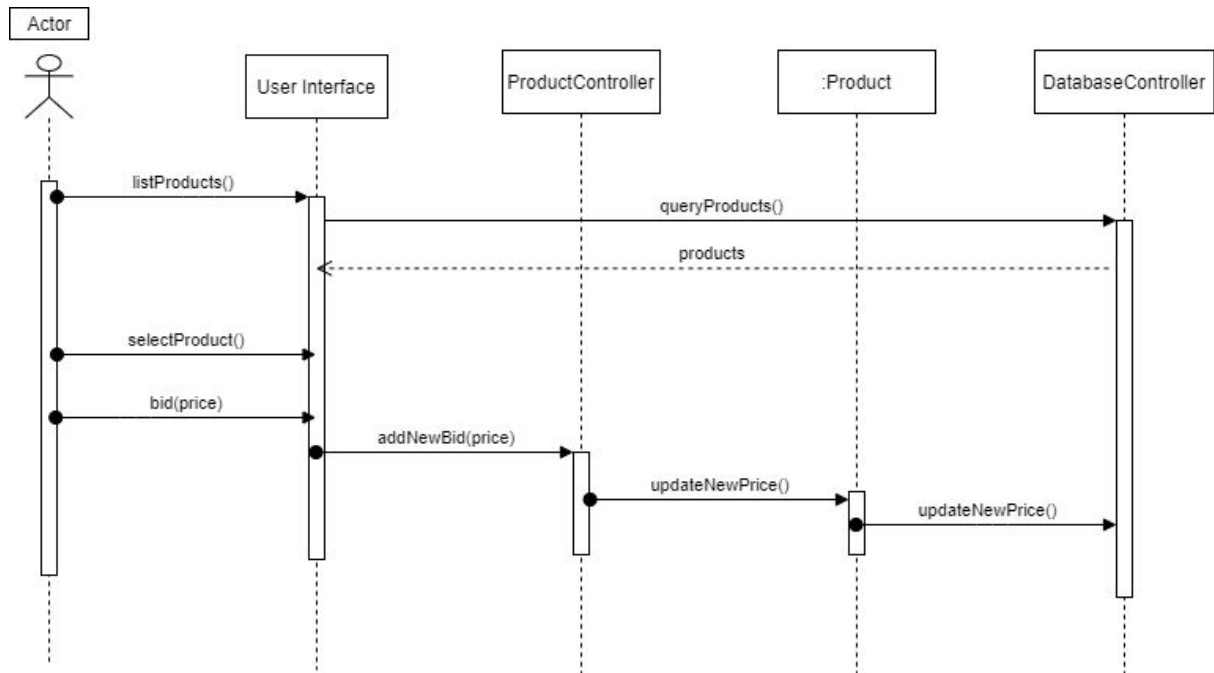 Actor
User Interface
ProductController
:Product
DatabaseController
listProducts()
queryProducts()
products
selectProduct()
bid(price)
addNewBid(price)
updateNewPrice()
updateNewPrice()